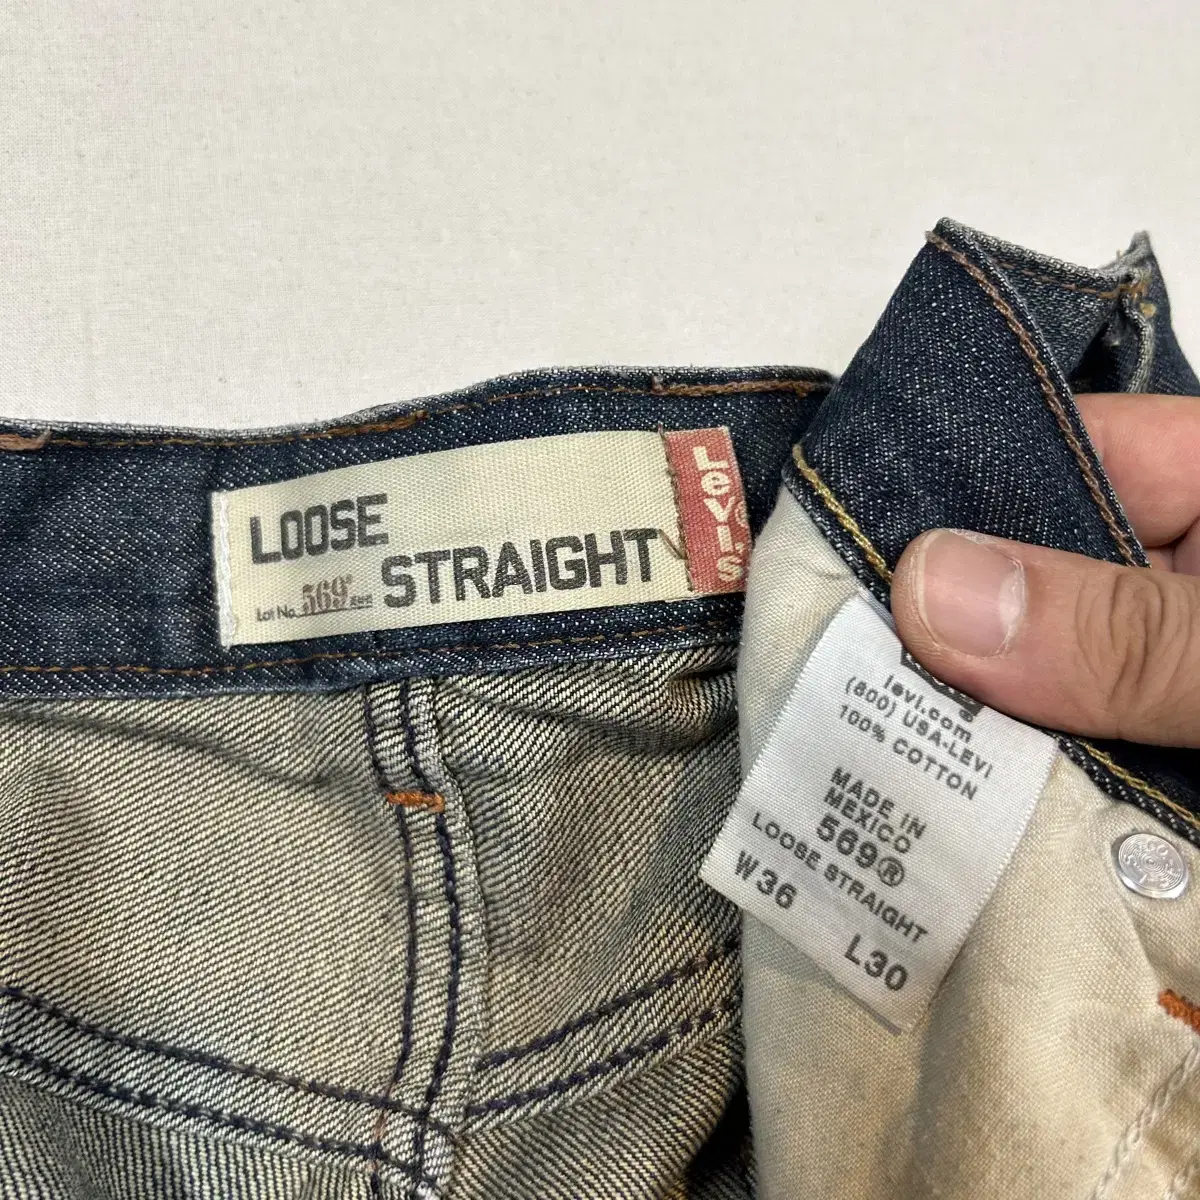 LOOSE
STRAIGHT
Lot No. 569
Levi's®
levi.com
(800) USA-LEVI
100% COTTON
MADE IN
MEXICO
569®
LOOSE STRAIGHT
W 36 L30